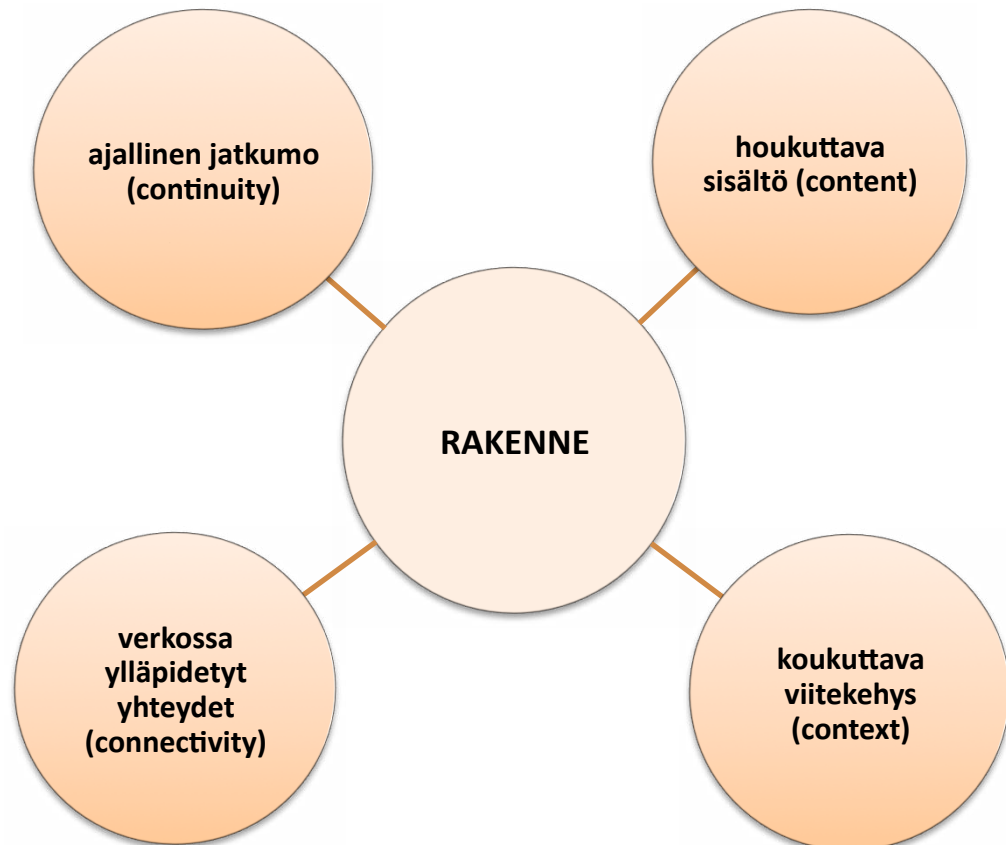 ajallinen jatkumo
(continuity)
houkuttava
sisältö (content)
RAKENNE
verkossa
ylläpidetyt
yhteydet
(connectivity)
koukuttava
viitekehys
(context)